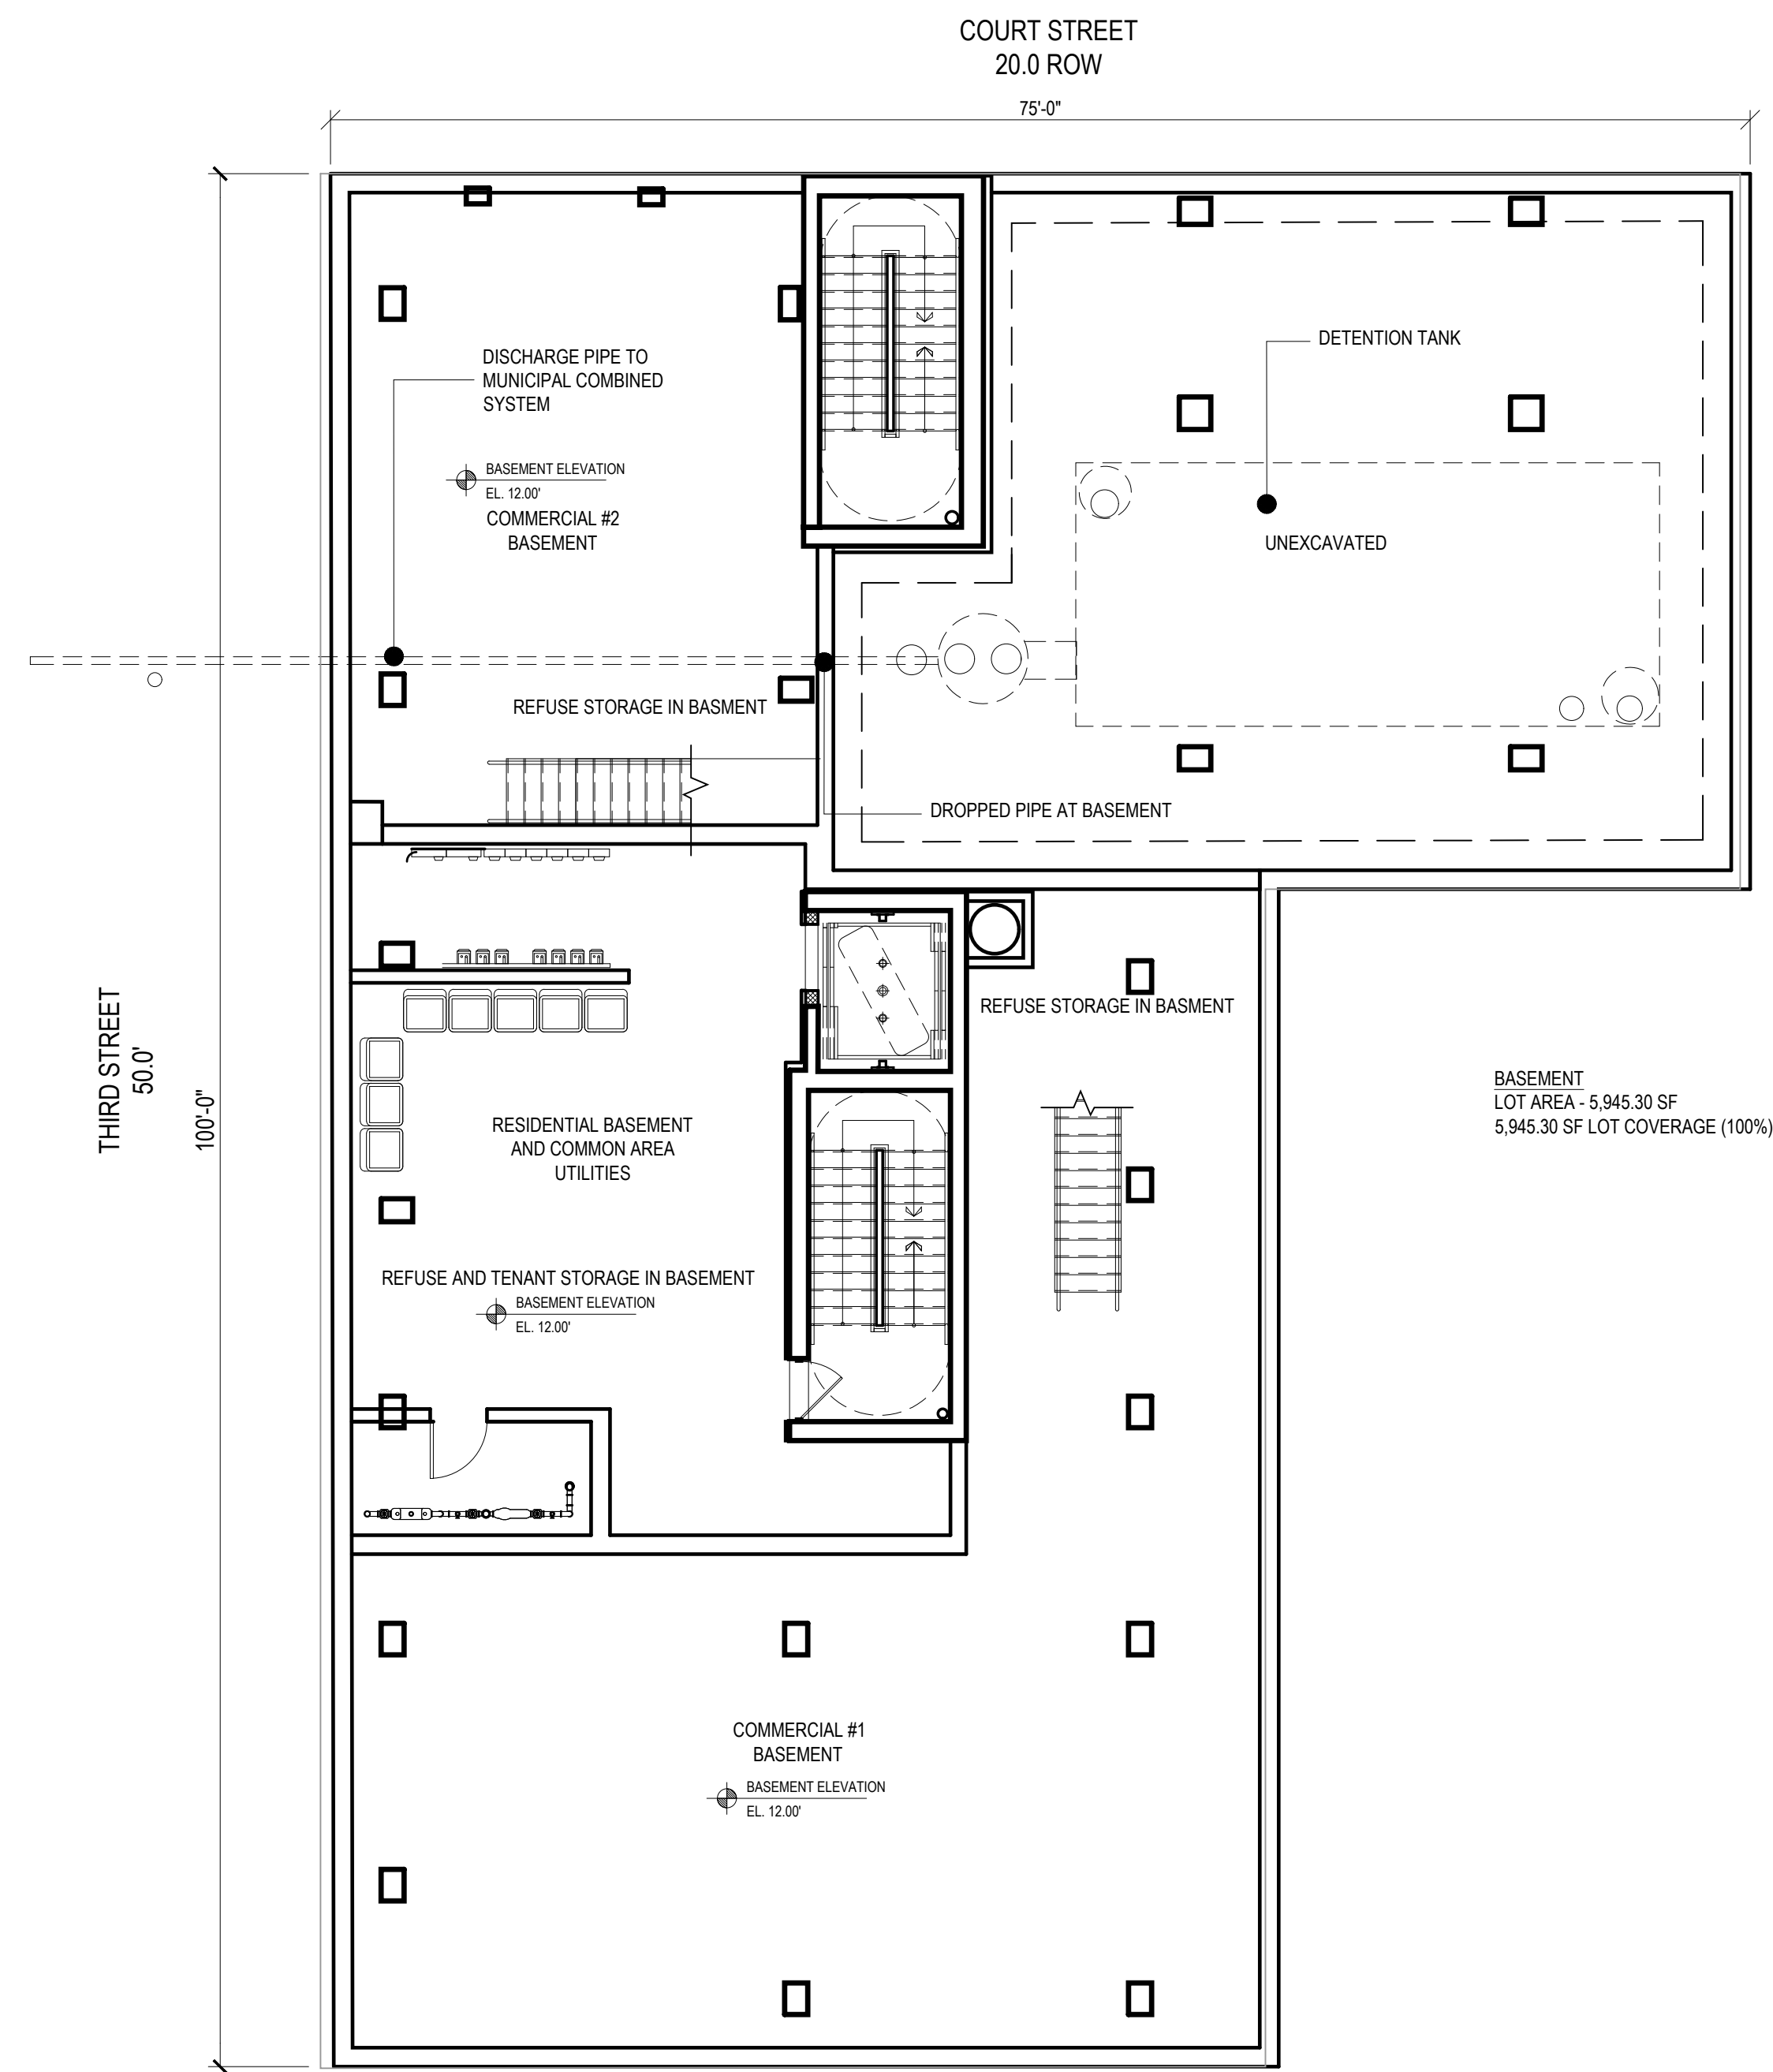 COURT STREET
20.0 ROW
75'-0"
DETENTION TANK
DISCHARGE PIPE TO
MUNICIPAL COMBINED
SYSTEM
BASEMENT ELEVATION
EL. 12.00'
COMMERCIAL #2
BASEMENT
UNEXCAVATED
REFUSE STORAGE IN BASMENT
DROPPED PIPE AT BASEMENT
THIRD STREET
50.0'
100'-0"
REFUSE STORAGE IN BASMENT
BASEMENT
LOT AREA - 5,945.30 SF
5,945.30 SF LOT COVERAGE (100%)
RESIDENTIAL BASEMENT
AND COMMON AREA
UTILITIES
REFUSE AND TENANT STORAGE IN BASEMENT
BASEMENT ELEVATION
EL. 12.00'
COMMERCIAL #1
BASEMENT
BASEMENT ELEVATION
EL. 12.00'